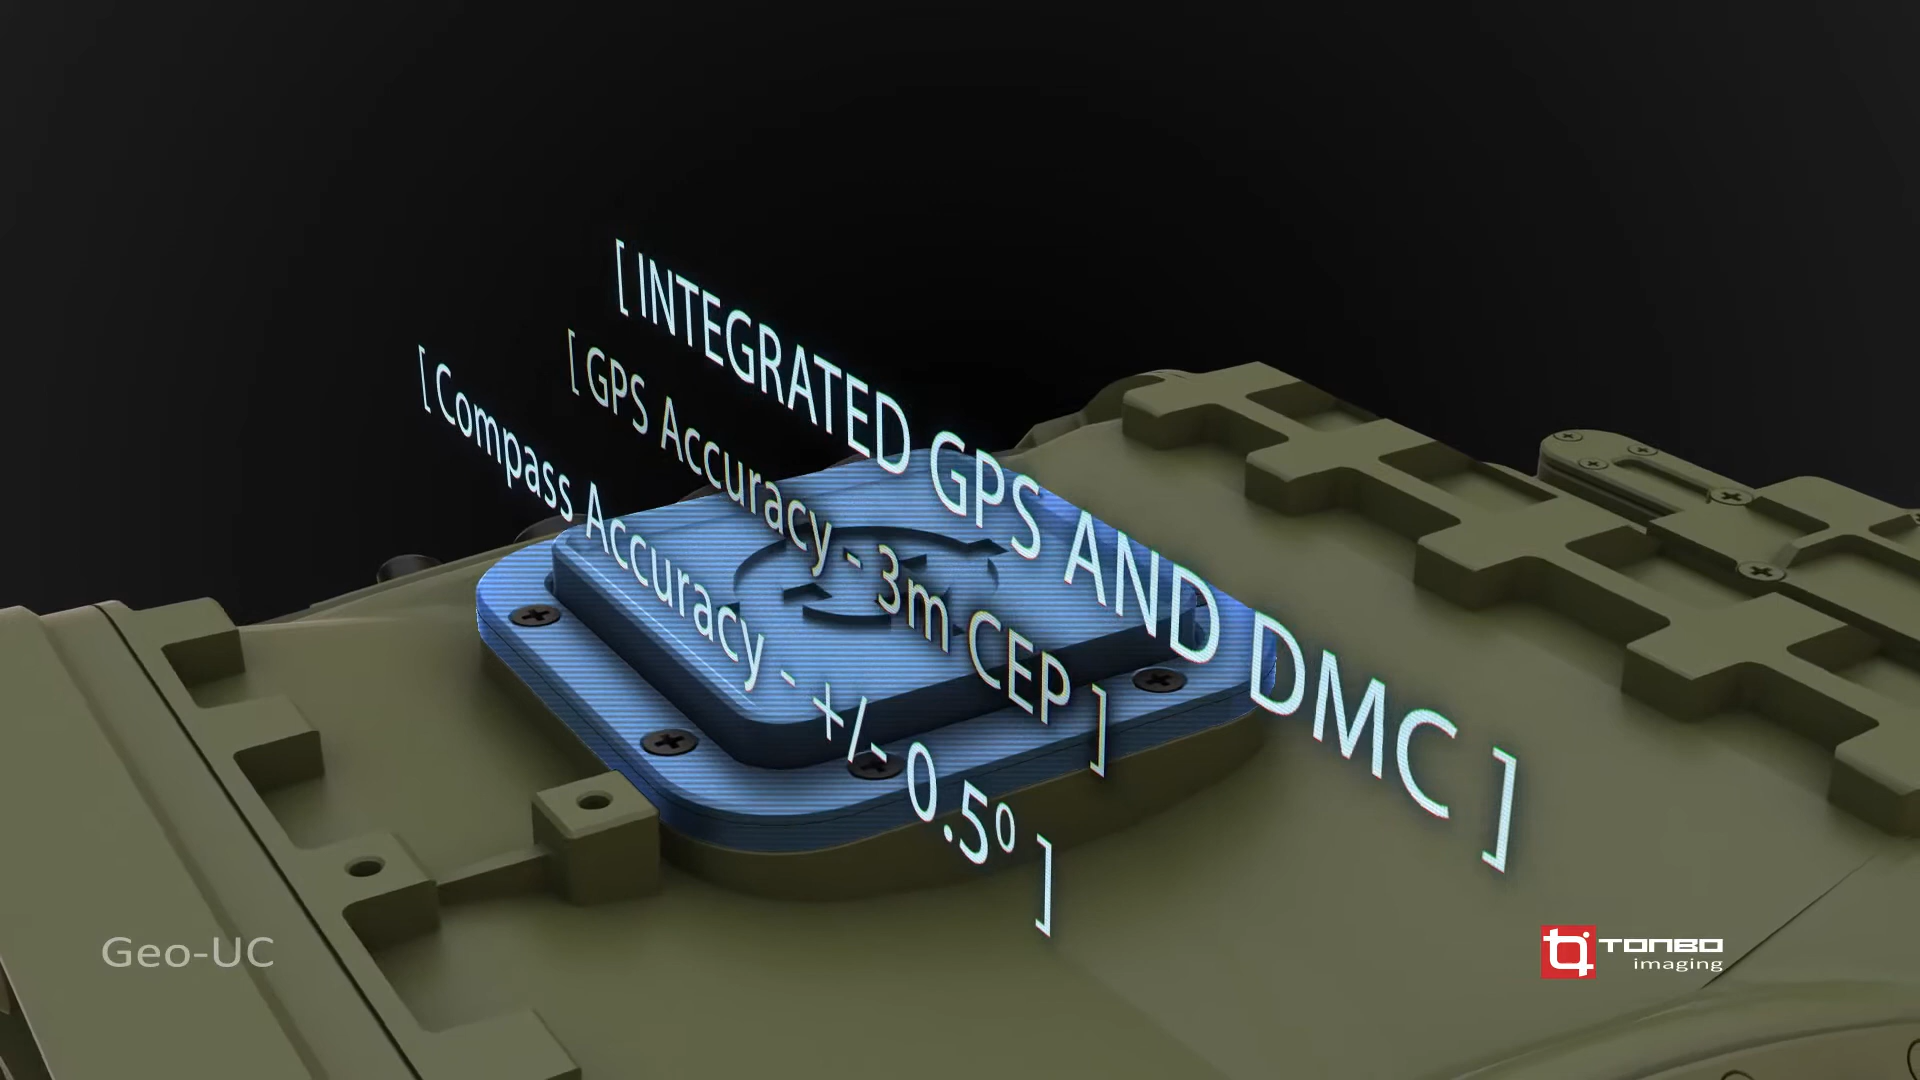 [ INTEGRATED GPS AND DMC ]
[ GPS Accuracy - 3m CEP ]
[ Compass Accuracy - +/- 0.5º ]
Geo-UC
TONBO
imaging